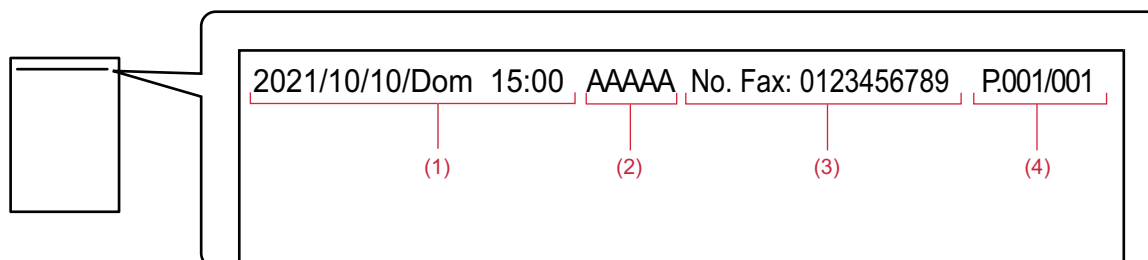 2021/10/10/Dom 15:00 AAAAA No. Fax: 0123456789 P.001/001
(1) (2) (3) (4)